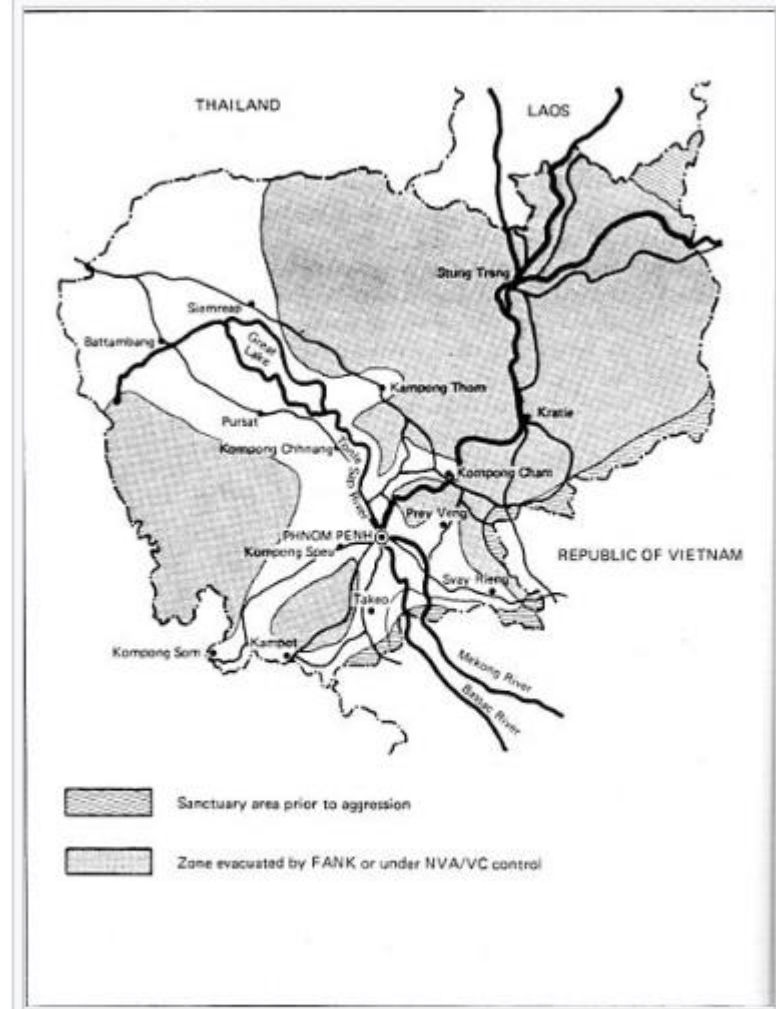 THAILAND
LAOS
Stung Treng
Siemreap
Battambang
Great
Lake
Kampong Thom
Kratie
Pursat
Kompong Chhnang
Tonle Sap River
Kompong Cham
Prey Veng
PHNOM PENH
Kompong Speu
REPUBLIC OF VIETNAM
Svay Rieng
Takeo
Kompong Som
Kampot
Mekong River
Bassac River
Sanctuary area prior to aggression
Zone evacuated by FANK or under NVA/VC control